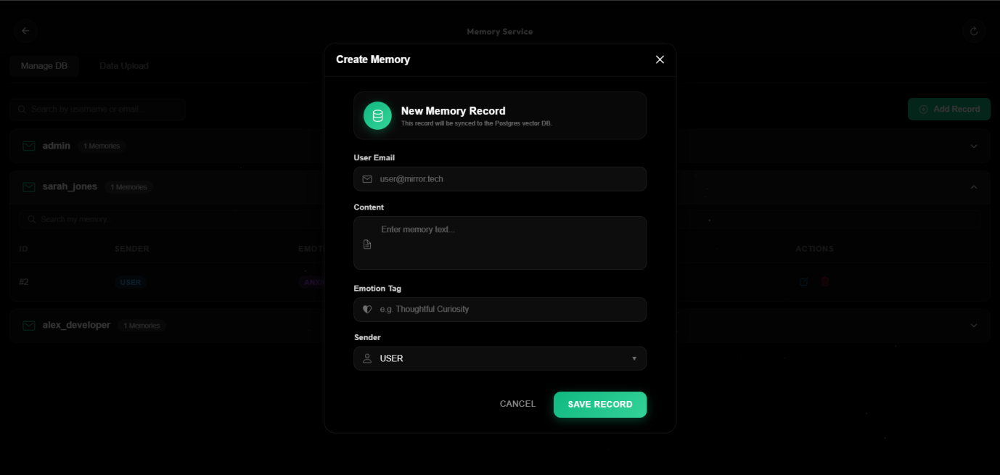 Memory Service
Create Memory
Manage DB
Data Upload
New Memory Record
This record will be synced to the Postgres vector DB.
Search by username or email...
Add Record
admin
1 Memories
User Email
user@mirror.tech
sarah_jones
1 Memories
Content
Enter memory text...
Search my memory...
ID
SENDER
ACTIONS
#2
USER
Emotion Tag
e.g. Thoughtful Curiosity
alex_developer
1 Memories
Sender
USER
CANCEL
SAVE RECORD